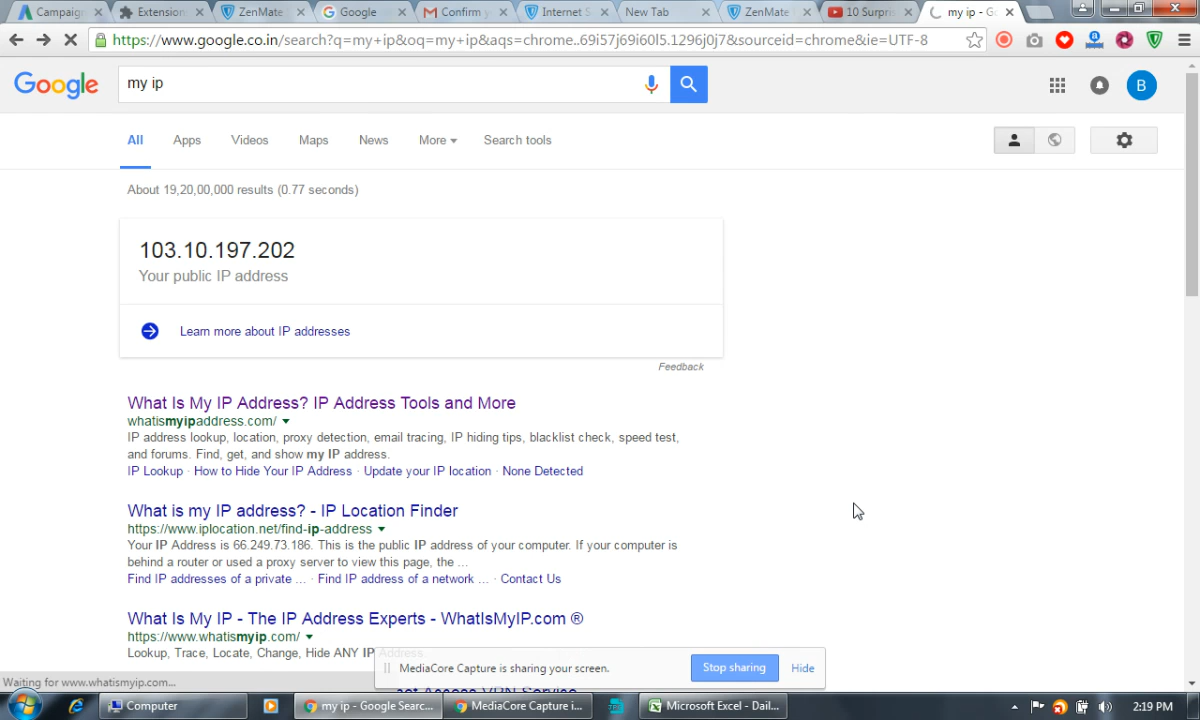 Campaig
Extension
ZenMate
Google
Confirm y
Internet S
New Tab
ZenMate
10 Surpris
my ip - Go
https://www.google.co.in/search?q=my+ip&oq=my+ip&aqs=chrome..69i57j69i60l5.1296j0j7&sourceid=chrome&ie=UTF-8
Google
my ip
B
All
Apps
Videos
Maps
News
More
Search tools
About 19,20,00,000 results (0.77 seconds)
103.10.197.202
Your public IP address
Learn more about IP addresses
Feedback
What Is My IP Address? IP Address Tools and More
whatismyipaddress.com/
IP address lookup, location, proxy detection, email tracing, IP hiding tips, blacklist check, speed test,
and forums. Find, get, and show my IP address.
IP Lookup · How to Hide Your IP Address · Update your IP location · None Detected
What is my IP address? - IP Location Finder
https://www.iplocation.net/find-ip-address
Your IP Address is 66.249.73.186. This is the public IP address of your computer. If your computer is
behind a router or used a proxy server to view this page, the ...
Find IP addresses of a private ... · Find IP address of a network ... · Contact Us
What Is My IP - The IP Address Experts - WhatIsMyIP.com ®
https://www.whatismyip.com/
Lookup, Trace, Locate, Change, Hide ANY IP Address.
MediaCore Capture is sharing your screen.
Stop sharing
Hide
Access VPN Service
Waiting for www.whatismyip.com...
Computer
my ip - Google Searc...
MediaCore Capture i...
Microsoft Excel - Dail...
2:19 PM